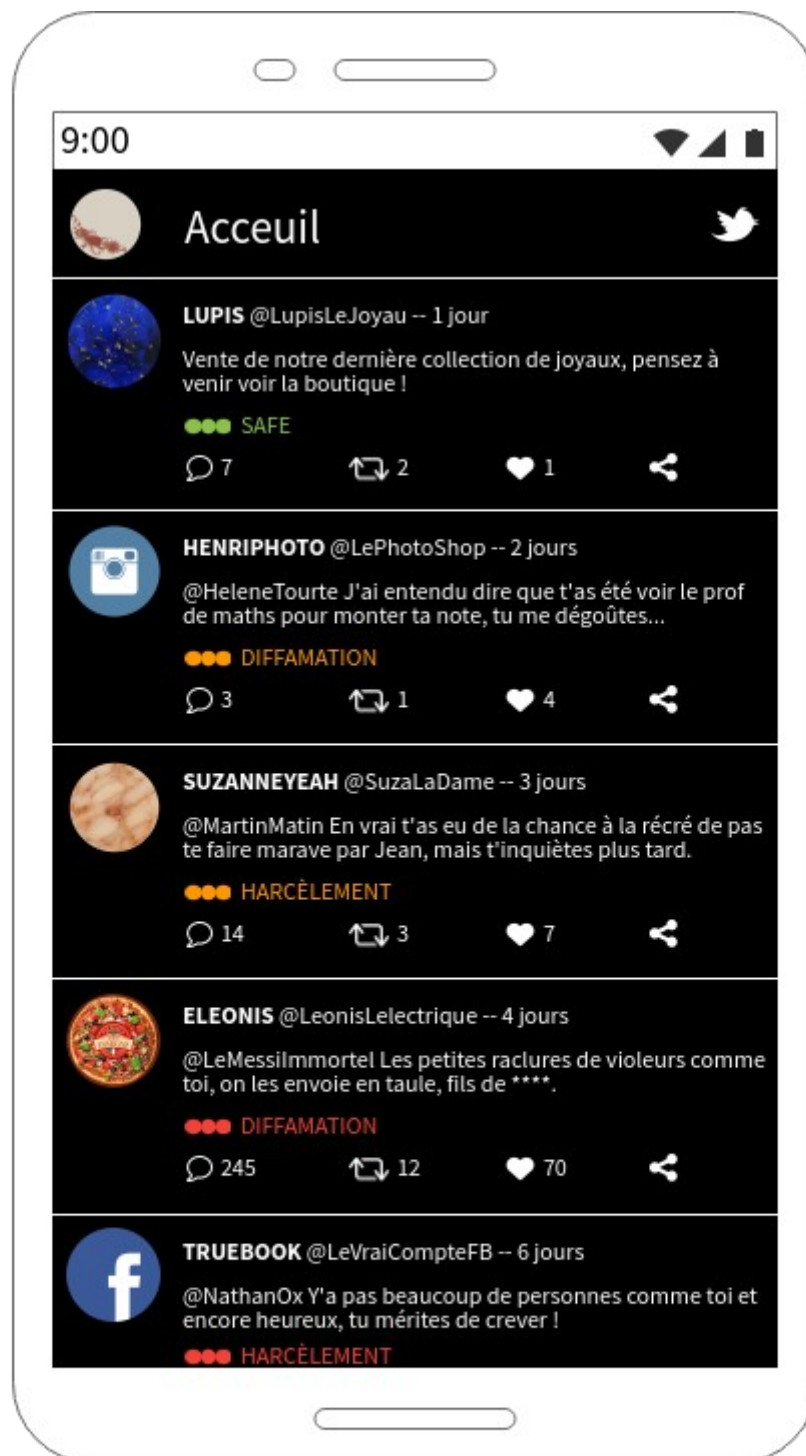 9:00
Acceuil
LUPIS @LupisLeJoyau -- 1 jour
Vente de notre dernière collection de joyaux, pensez à
venir voir la boutique !
SAFE
7 2 1
HENRIPHOTO @LePhotoShop -- 2 jours
@HeleneTourte J'ai entendu dire que t'as été voir le prof
de maths pour monter ta note, tu me dégoûtes...
DIFFAMATION
3 1 4
SUZANNEYEAH @SuzaLaDame -- 3 jours
@MartinMatin En vrai t'as eu de la chance à la récré de pas
te faire marave par Jean, mais t'inquiètes plus tard.
HARCÈLEMENT
14 3 7
ELEONIS @LeonisLelectrique -- 4 jours
@LeMessiImmortel Les petites raclures de violeurs comme
toi, on les envoie en taule, fils de ****.
DIFFAMATION
245 12 70
TRUEBOOK @LeVraiCompteFB -- 6 jours
@NathanOx Y'a pas beaucoup de personnes comme toi et
encore heureux, tu mérites de crever !
HARCÈLEMENT